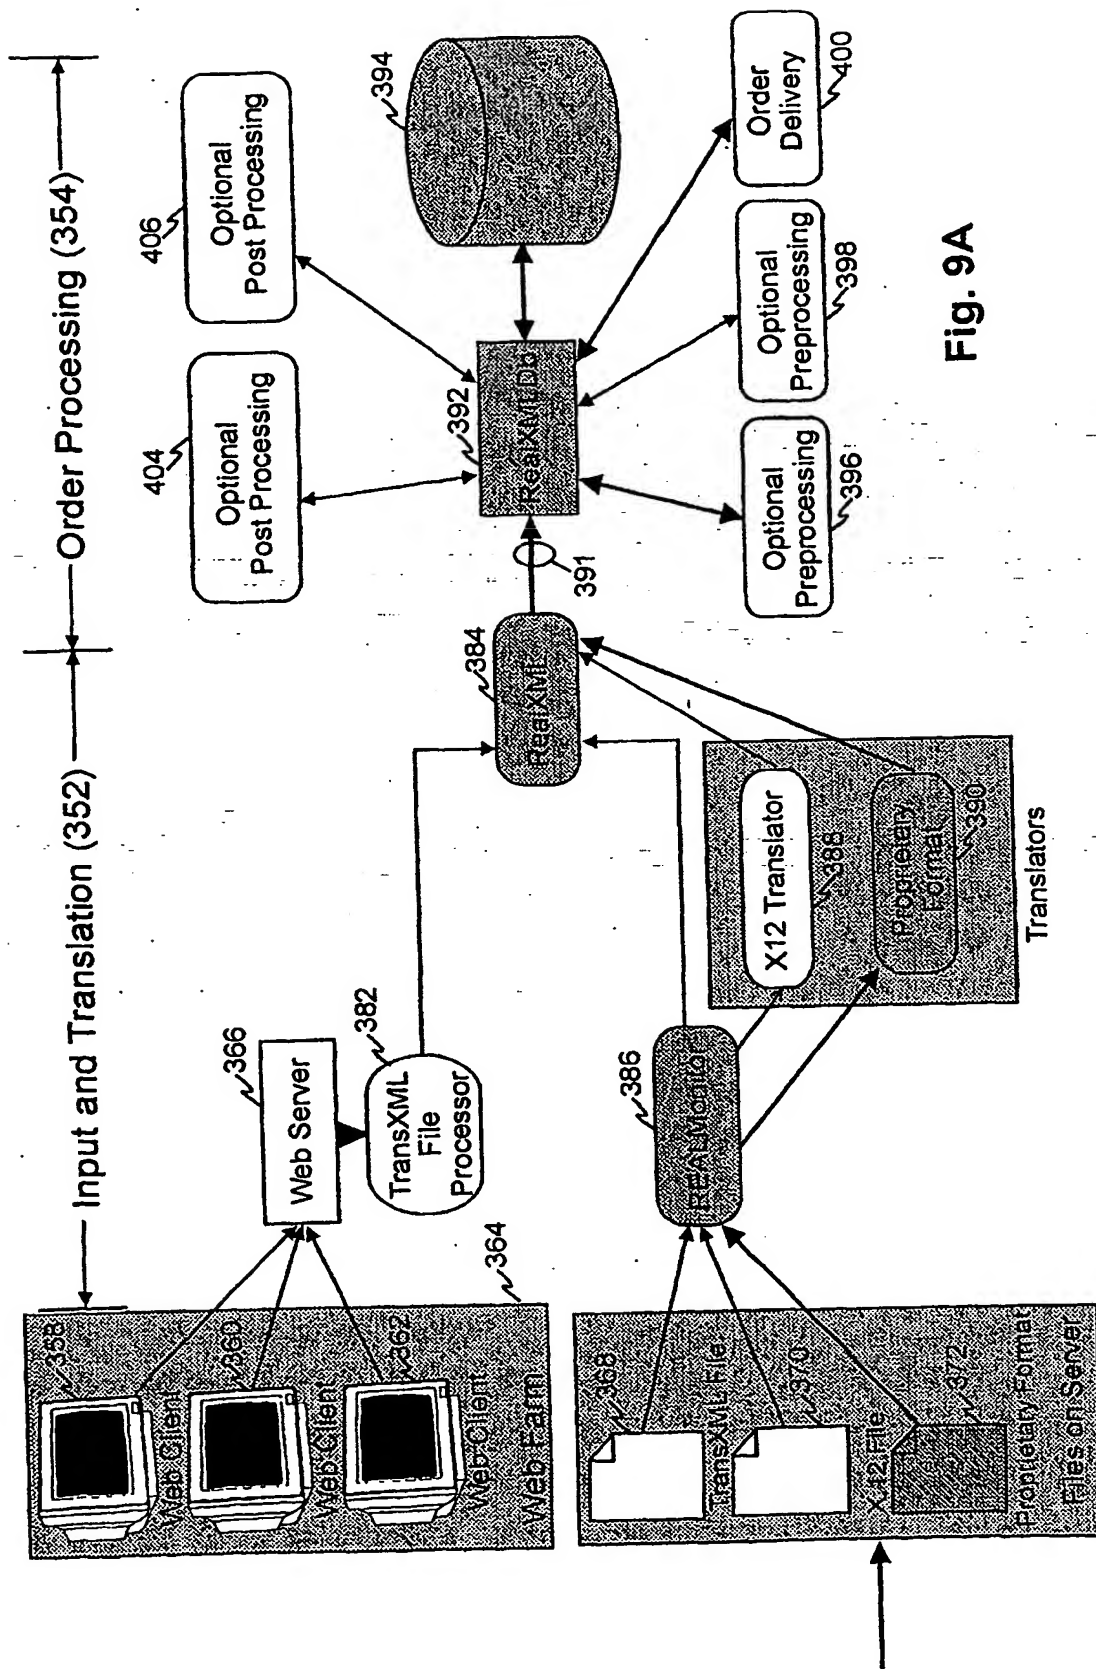 Input and Translation (352)
Order Processing (354)
358
Web Client
360
Web Client
362
Web Client
Web Farm
364
366
Web Server
382
TransXML
File
Processor
368
TransXML File
370
X12 File
372
Proprietary Format
Files on Server
386
REALMonitor
X12 Translator
388
Proprietary
Format
390
Translators
384
RealXML
391
392
RealXMLDo
394
404
Optional
Post Processing
406
Optional
Post Processing
Optional
Preprocessing
396
Optional
Preprocessing
398
Order
Delivery
400
Fig. 9A